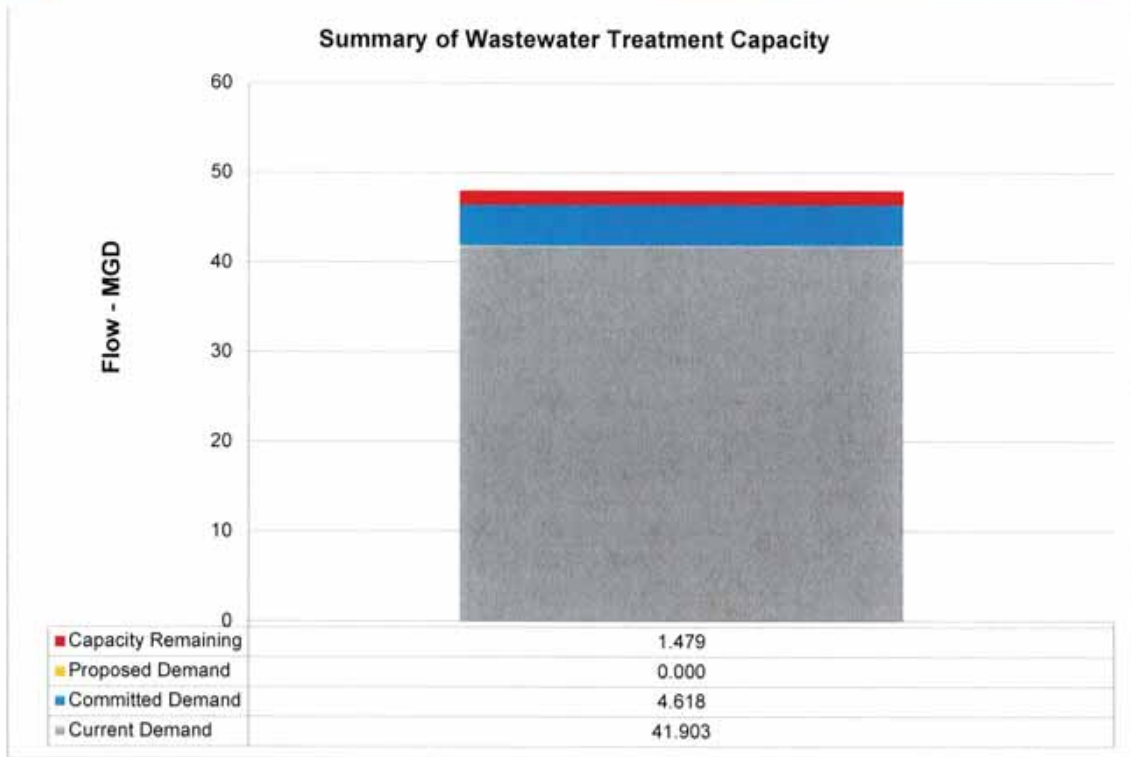 Summary of Wastewater Treatment Capacity
60
50
40
30
20
10
0
Flow - MGD
Capacity Remaining 1.479
Proposed Demand 0.000
Committed Demand 4.618
Current Demand 41.903